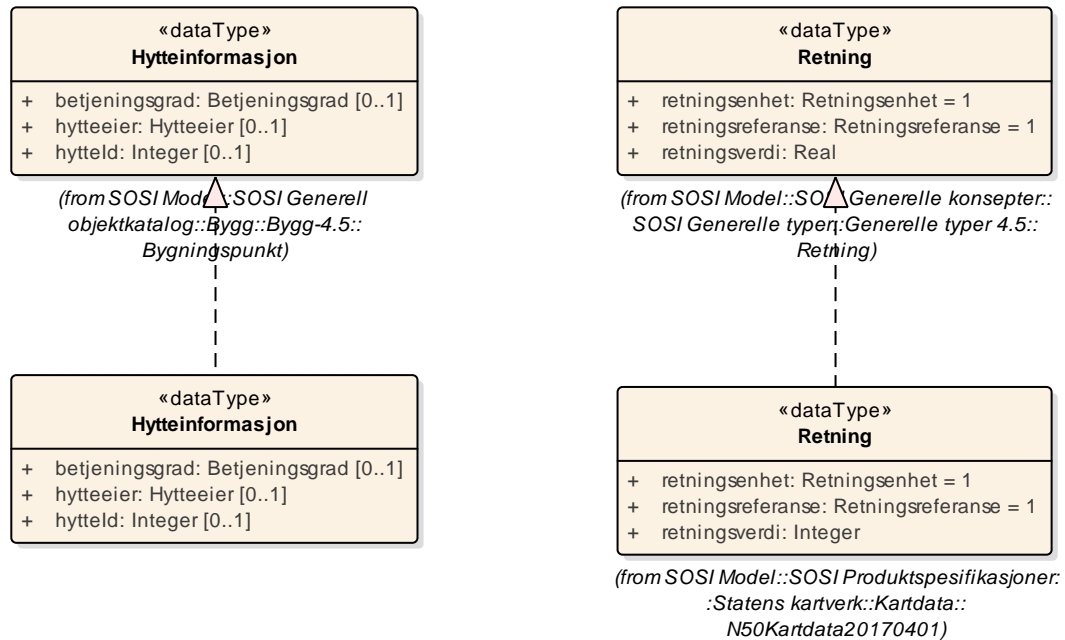 «dataType»
Hytteinformasjon
+ betjeningsgrad: Betjeningsgrad [0..1]
+ hytteeier: Hytteeier [0..1]
+ hytteId: Integer [0..1]
(from SOSI Model::SOSI Generell
objektkatalog::Bygg::Bygg-4.5::
Bygningspunkt)
«dataType»
Hytteinformasjon
+ betjeningsgrad: Betjeningsgrad [0..1]
+ hytteeier: Hytteeier [0..1]
+ hytteId: Integer [0..1]
«dataType»
Retning
+ retningsenhet: Retningsenhet = 1
+ retningsreferanse: Retningsreferanse = 1
+ retningsverdi: Real
(from SOSI Model::SOSI Generelle konsepter::
SOSI Generelle typer::Generelle typer 4.5::
Retning)
«dataType»
Retning
+ retningsenhet: Retningsenhet = 1
+ retningsreferanse: Retningsreferanse = 1
+ retningsverdi: Integer
(from SOSI Model::SOSI Produktspesifikasjoner:
:Statens kartverk::Kartdata::
N50Kartdata20170401)